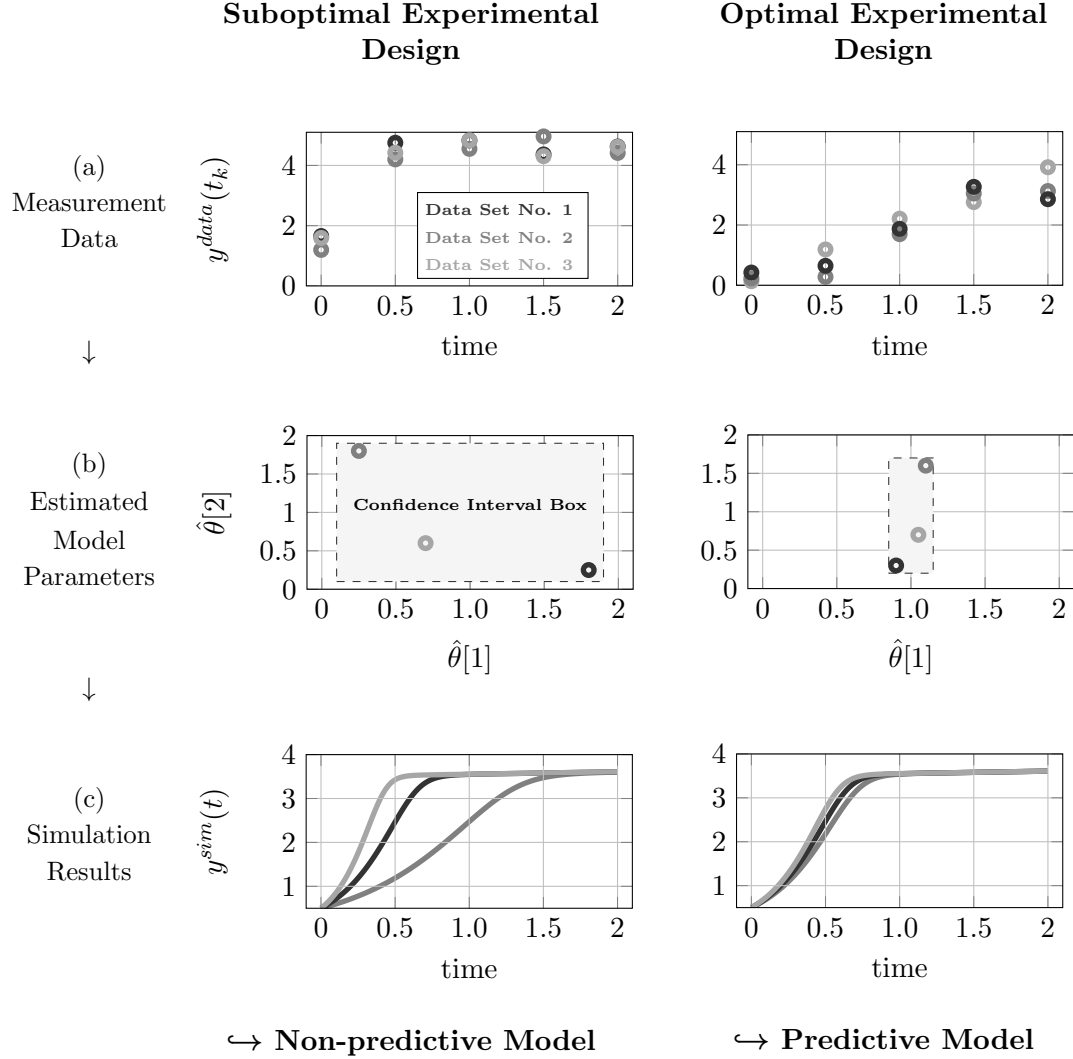 Suboptimal Experimental
Design
Optimal Experimental
Design
(a)
Measurement
Data
y^{data}(t_k)
4
2
0
0
0.5
1.0
1.5
2
time
Data Set No. 1
Data Set No. 2
Data Set No. 3
4
2
0
0
0.5
1.0
1.5
2
time
↓
(b)
Estimated
Model
Parameters
θ̂[2]
2
1.5
1
0.5
0
0
0.5
1.0
1.5
2
θ̂[1]
Confidence Interval Box
2
1.5
1
0.5
0
0
0.5
1.0
1.5
2
θ̂[1]
↓
(c)
Simulation
Results
y^{sim}(t)
4
3
2
1
0
0.5
1.0
1.5
2
time
4
3
2
1
0
0.5
1.0
1.5
2
time
↪ Non-predictive Model
↪ Predictive Model